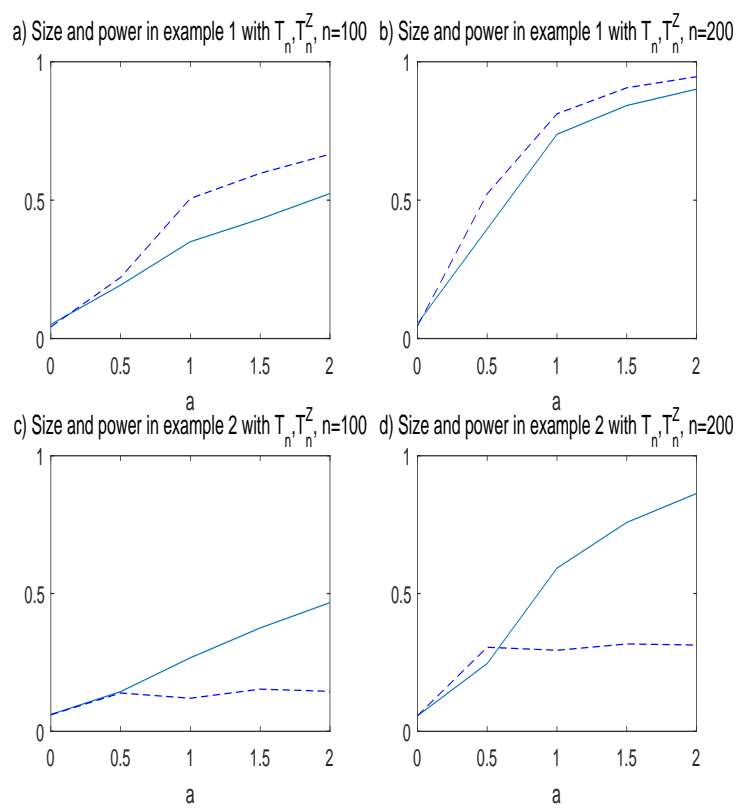 a) Size and power in example 1 with T_n,T_n^Z, n=100
b) Size and power in example 1 with T_n,T_n^Z, n=200
1
0.5
0
0 0.5 1 1.5 2
a
1
0.5
0
0 0.5 1 1.5 2
a
c) Size and power in example 2 with T_n,T_n^Z, n=100
d) Size and power in example 2 with T_n,T_n^Z, n=200
1
0.5
0
0 0.5 1 1.5 2
a
1
0.5
0
0 0.5 1 1.5 2
a